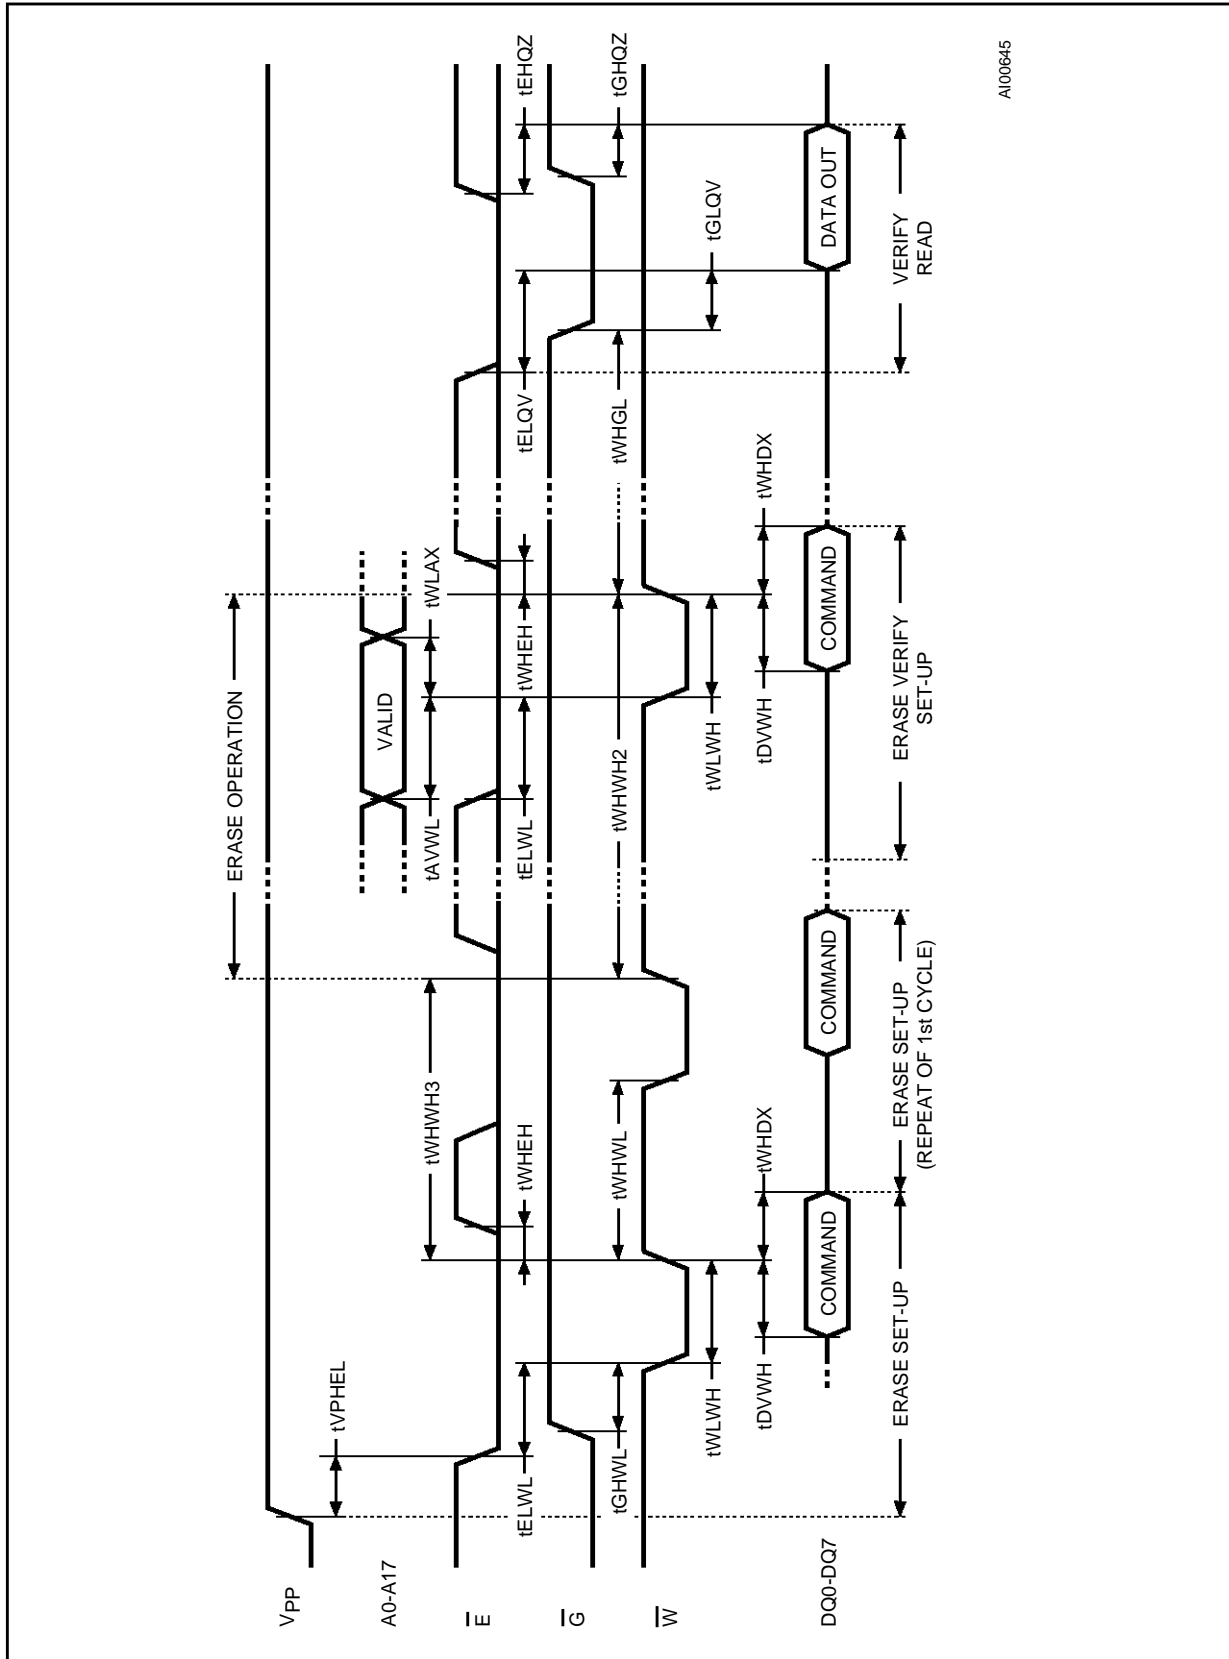 VPP
tVPHEL
ERASE OPERATION
A0-A17
VALID
tAVWL
tWLAX
tWHWH3
E
tELWL
tWHEH
tELWL
tWHEH
tELQV
tEHQZ
G
tGHWL
tWHWL
tWHWH2
tWHGL
tGHQZ
W
tWLWH
tWLWH
tGLQV
tDVWH
tWHDX
tDVWH
tWHDX
DQ0-DQ7
COMMAND
COMMAND
COMMAND
DATA OUT
ERASE SET-UP
ERASE SET-UP
(REPEAT OF 1st CYCLE)
ERASE VERIFY
SET-UP
VERIFY
READ
AI00645